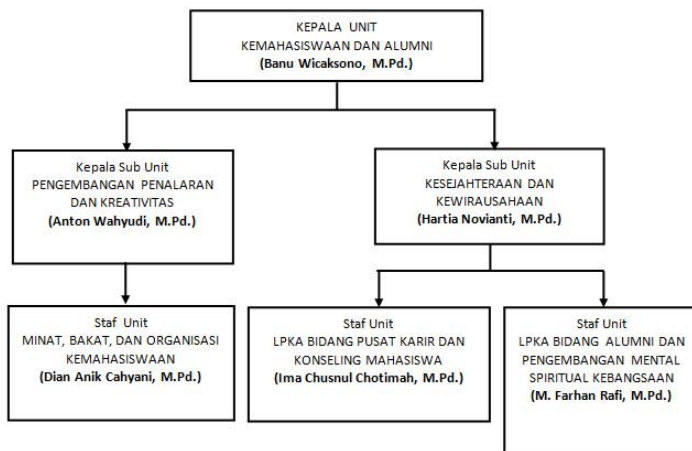 KEPALA UNIT
KEMAHASISWAAN DAN ALUMNI
(Banu Wicaksono, M.Pd.)
Kepala Sub Unit
PENGEMBANGAN PENALARAN
DAN KREATIVITAS
(Anton Wahyudi, M.Pd.)
Kepala Sub Unit
KESEJAHTERAAN DAN
KEWIRAUSAHAAN
(Hartia Novianti, M.Pd.)
Staf Unit
MINAT, BAKAT, DAN ORGANISASI
KEMAHASISWAAN
(Dian Anik Cahyani, M.Pd.)
Staf Unit
LPKA BIDANG PUSAT KARIR DAN
KONSELING MAHASISWA
(Ima Chusnul Chotimah, M.Pd.)
Staf Unit
LPKA BIDANG ALUMNI DAN
PENGEMBANGAN MENTAL
SPIRITUAL KEBANGSAAN
(M. Farhan Rafi, M.Pd.)